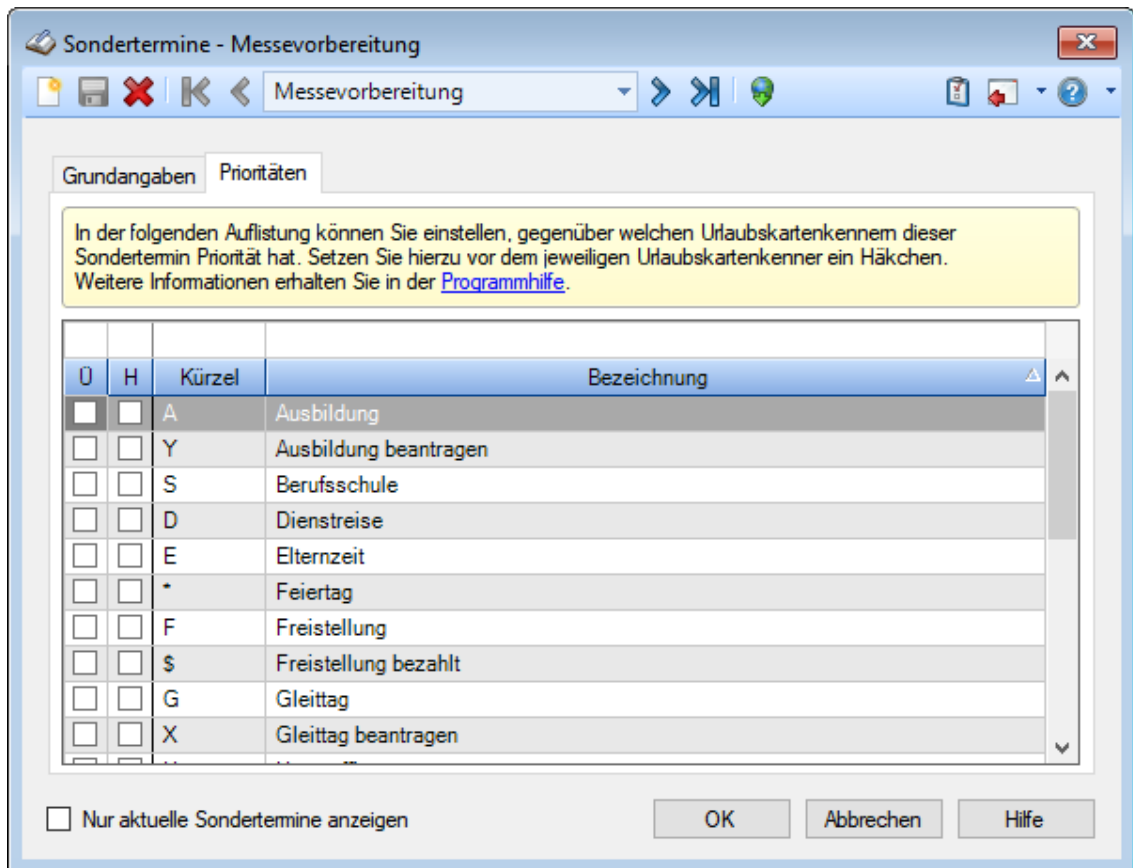 Sondertermine - Messevorbereitung
Messevorbereitung
Grundangaben Prioritäten
In der folgenden Auflistung können Sie einstellen, gegenüber welchen Urlaubskartenkennern dieser
Sondertermin Priorität hat. Setzen Sie hierzu vor dem jeweiligen Urlaubskartenkenner ein Häkchen.
Weitere Informationen erhalten Sie in der Programmhilfe.
Ü H Kürzel Bezeichnung
A Ausbildung
Y Ausbildung beantragen
S Berufsschule
D Dienstreise
E Elternzeit
* Feiertag
F Freistellung
$ Freistellung bezahlt
G Gleittag
X Gleittag beantragen
Nur aktuelle Sondertermine anzeigen OK Abbrechen Hilfe